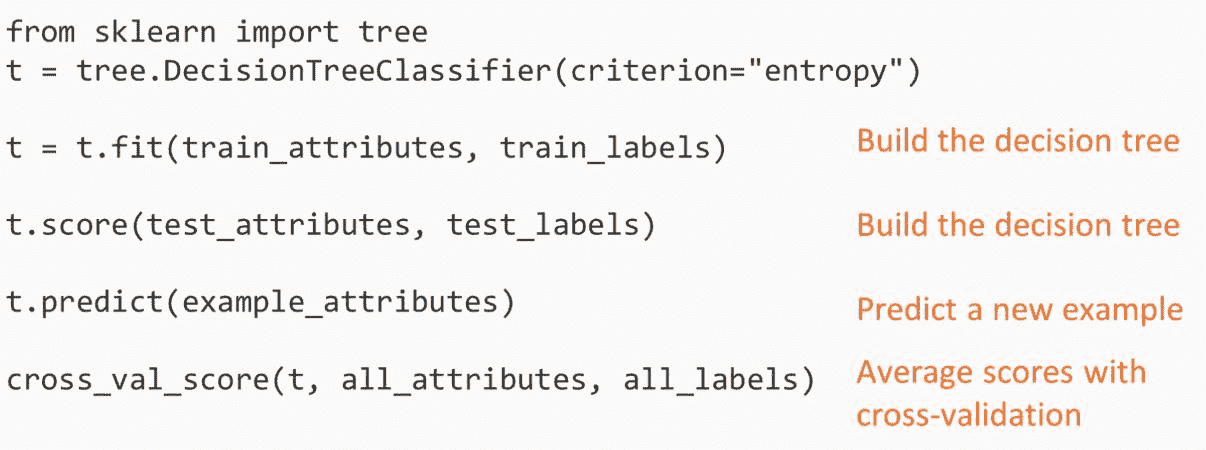 from sklearn import tree
t = tree.DecisionTreeClassifier(criterion="entropy")
t = t.fit(train_attributes, train_labels)
Build the decision tree
t.score(test_attributes, test_labels)
Build the decision tree
t.predict(example_attributes)
Predict a new example
cross_val_score(t, all_attributes, all_labels)
Average scores with
cross-validation